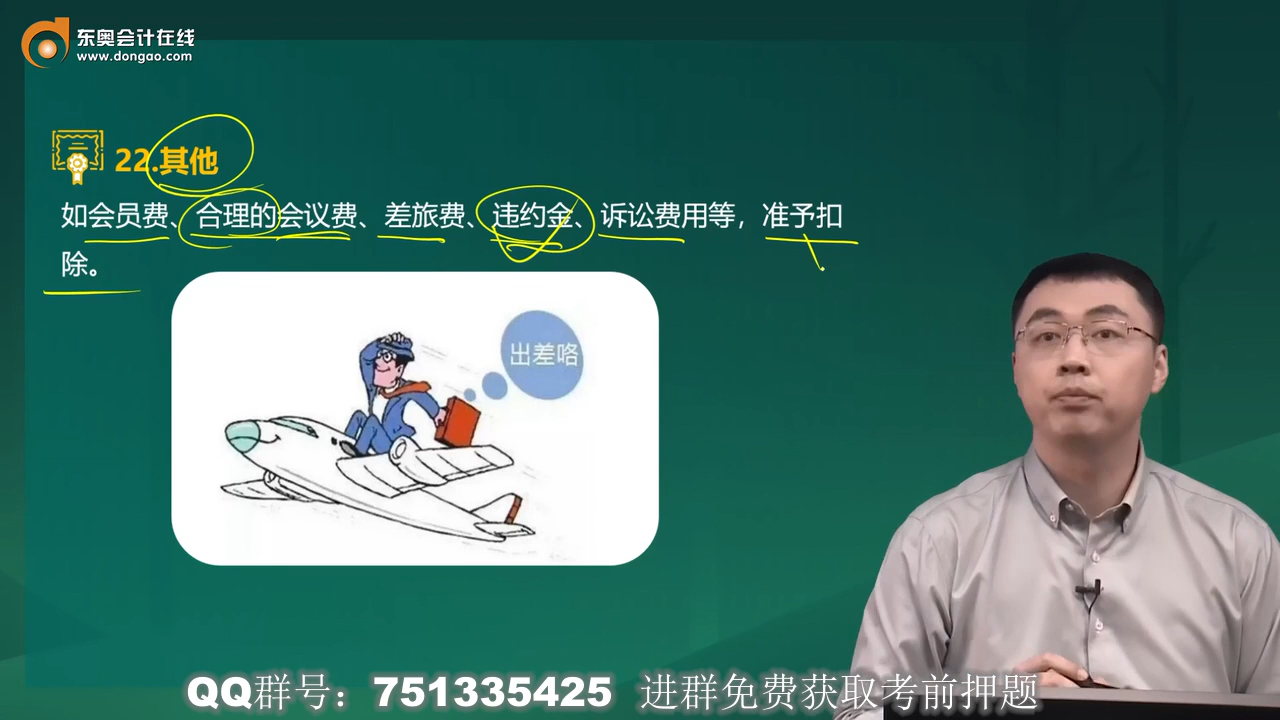 东奥会计在线
www.dongao.com
22.其他
如会员费、合理的会议费、差旅费、违约金、诉讼费用等，准予扣
除。
出差咯
QQ群号：751335425 进群免费获取考前押题